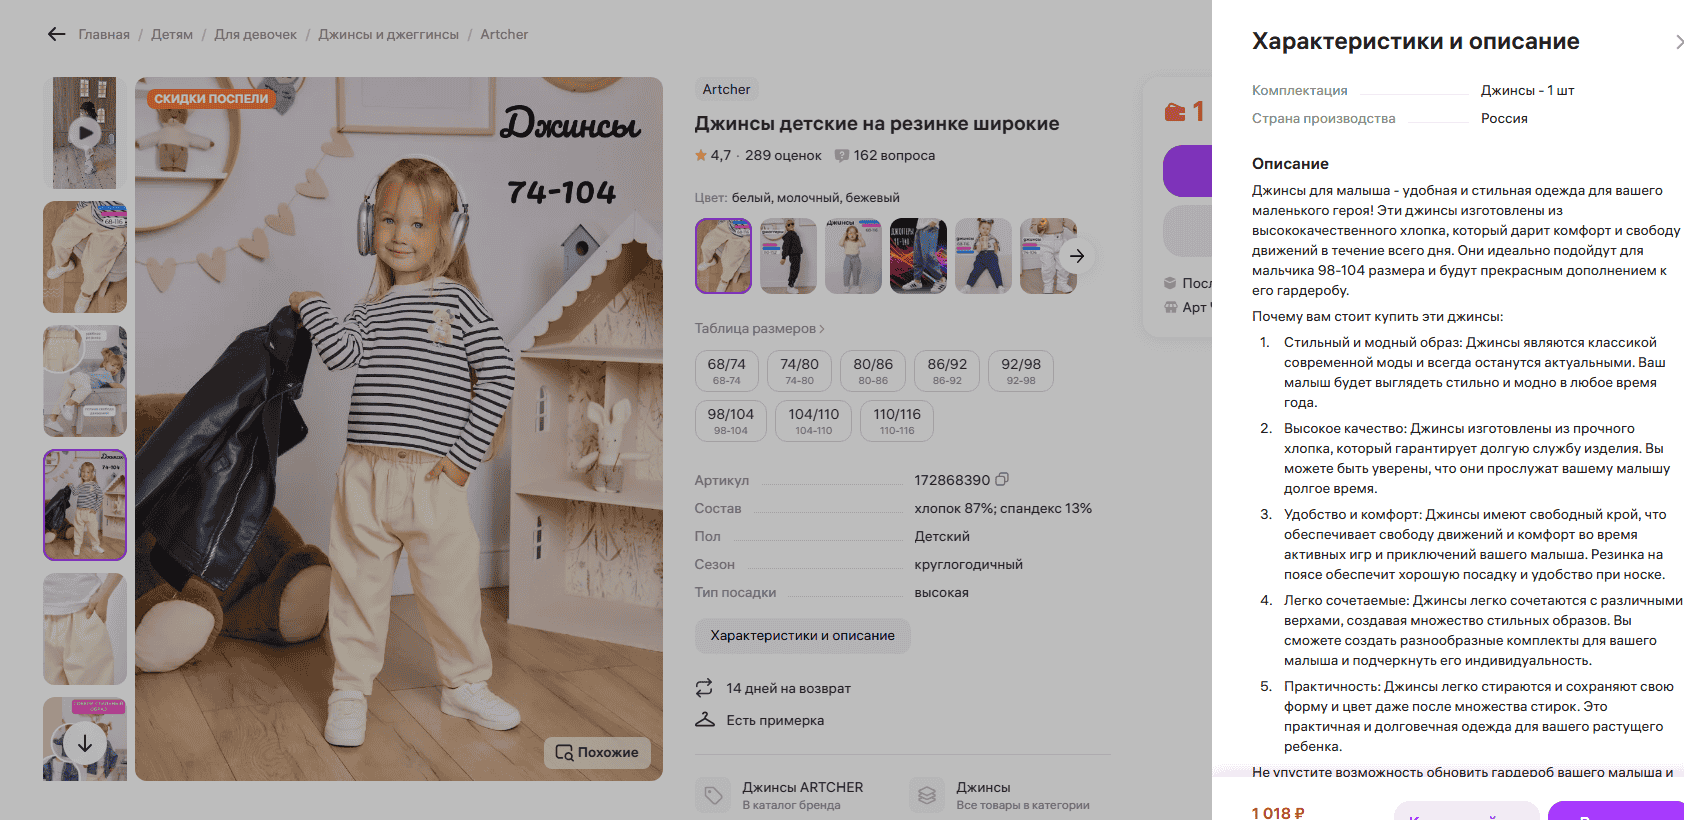 Главная / Детям / Для девочек / Джинсы и джеггинсы / Artcher
СКИДКИ ПОСПЕЛИ
Джинсы
74-104
Похожие
Artcher
Джинсы детские на резинке широкие
4,7 · 289 оценок 162 вопроса
Цвет: белый, молочный, бежевый
Таблица размеров
68/74 74/80 80/86 86/92 92/98
68-74 74-80 80-86 86-92 92-98
98/104 104/110 110/116
98-104 104-110 110-116
Артикул 172868390
Состав хлопок 87%; спандекс 13%
Пол Детский
Сезон круглогодичный
Тип посадки высокая
Характеристики и описание
14 дней на возврат
Есть примерка
Джинсы ARTCHER
В каталог бренда
Джинсы
Все товары в категории
1
Арт
Характеристики и описание
Комплектация Джинсы - 1 шт
Страна производства Россия
Описание
Джинсы для малыша - удобная и стильная одежда для вашего
маленького героя! Эти джинсы изготовлены из
высококачественного хлопка, который дарит комфорт и свободу
движений в течение всего дня. Они идеально подойдут для
мальчика 98-104 размера и будут прекрасным дополнением к
его гардеробу.
Почему вам стоит купить эти джинсы:
1. Стильный и модный образ: Джинсы являются классикой
современной моды и всегда останутся актуальными. Ваш
малыш будет выглядеть стильно и модно в любое время
года.
2. Высокое качество: Джинсы изготовлены из прочного
хлопка, который гарантирует долгую службу изделия. Вы
можете быть уверены, что они прослужат вашему малышу
долгое время.
3. Удобство и комфорт: Джинсы имеют свободный крой, что
обеспечивает свободу движений и комфорт во время
активных игр и приключений вашего малыша. Резинка на
поясе обеспечит хорошую посадку и удобство при носке.
4. Легко сочетаемые: Джинсы легко сочетаются с различными
верхами, создавая множество стильных образов. Вы
сможете создать разнообразные комплекты для вашего
малыша и подчеркнуть его индивидуальность.
5. Практичность: Джинсы легко стираются и сохраняют свою
форму и цвет даже после множества стирок. Это
практичная и долговечная одежда для вашего растущего
ребенка.
Не упустите возможность обновить гардероб вашего малыша и
1 018 ₽